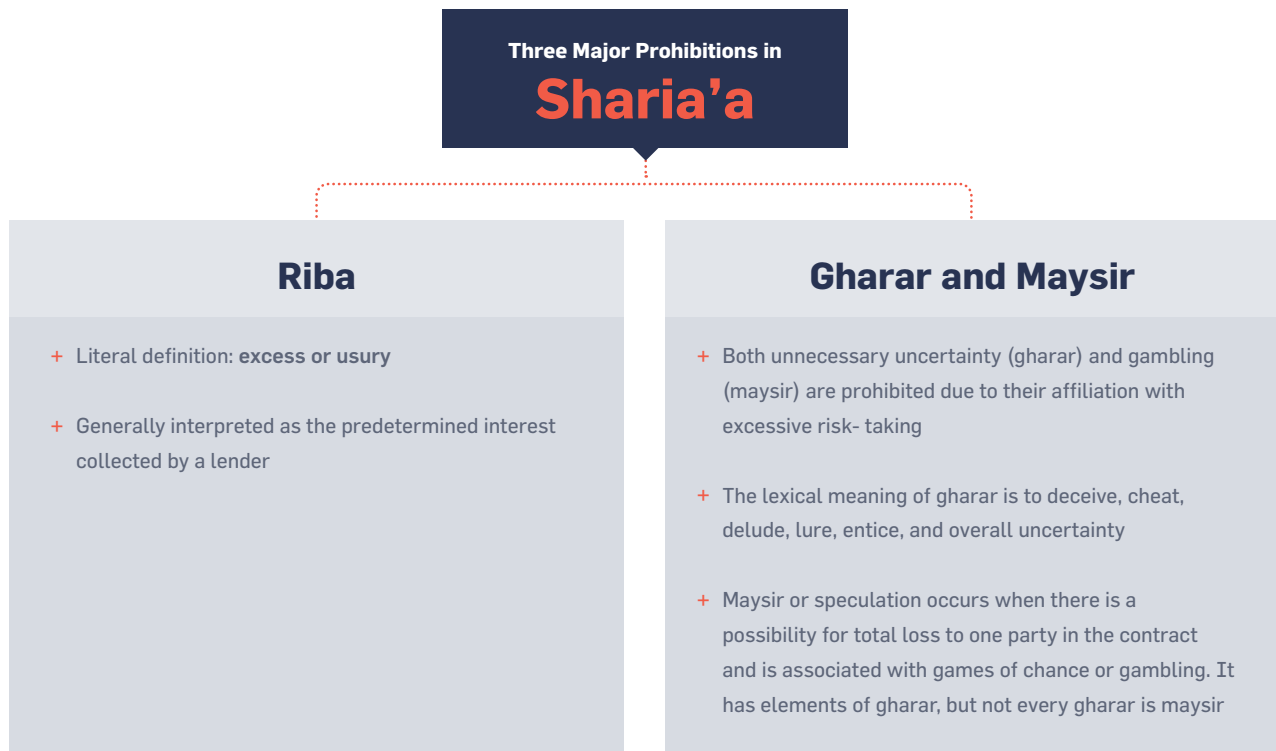 Three Major Prohibitions in
Sharia’a
Riba
+ Literal definition: excess or usury
+ Generally interpreted as the predetermined interest
collected by a lender
Gharar and Maysir
+ Both unnecessary uncertainty (gharar) and gambling
(maysir) are prohibited due to their affiliation with
excessive risk- taking
+ The lexical meaning of gharar is to deceive, cheat,
delude, lure, entice, and overall uncertainty
+ Maysir or speculation occurs when there is a
possibility for total loss to one party in the contract
and is associated with games of chance or gambling. It
has elements of gharar, but not every gharar is maysir